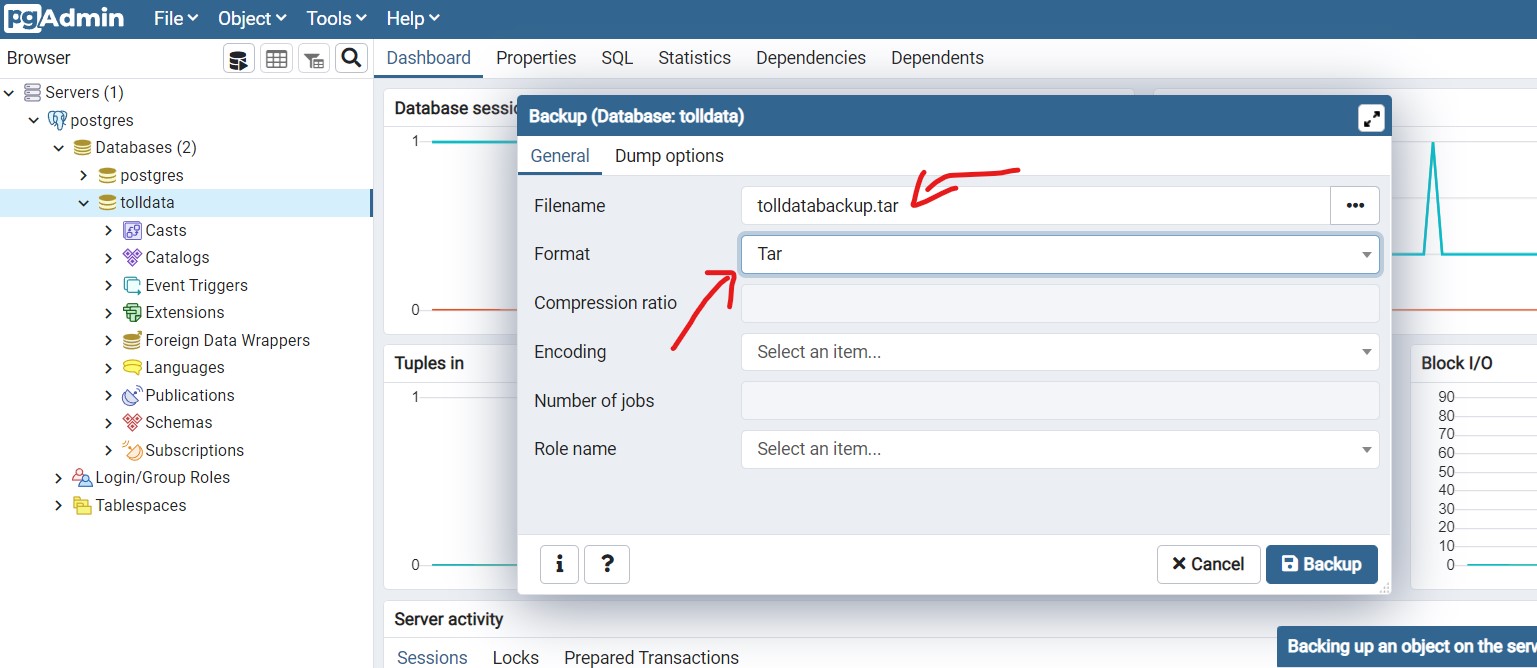 pgAdmin File Object Tools Help
Browser
Dashboard Properties SQL Statistics Dependencies Dependents
Servers (1)
postgres
Databases (2)
postgres
tolldata
Casts
Catalogs
Event Triggers
Extensions
Foreign Data Wrappers
Languages
Publications
Schemas
Subscriptions
Login/Group Roles
Tablespaces
Database sessio
1
0
Backup (Database: tolldata)
General Dump options
Filename tolldatabackup.tar •••
Format Tar
Compression ratio
Encoding Select an item...
Number of jobs
Role name Select an item...
i ? Cancel Backup
Tuples in
1
0
Block I/O
90
80
70
60
50
40
30
20
10
0
Server activity
Sessions Locks Prepared Transactions
Backing up an object on the serv